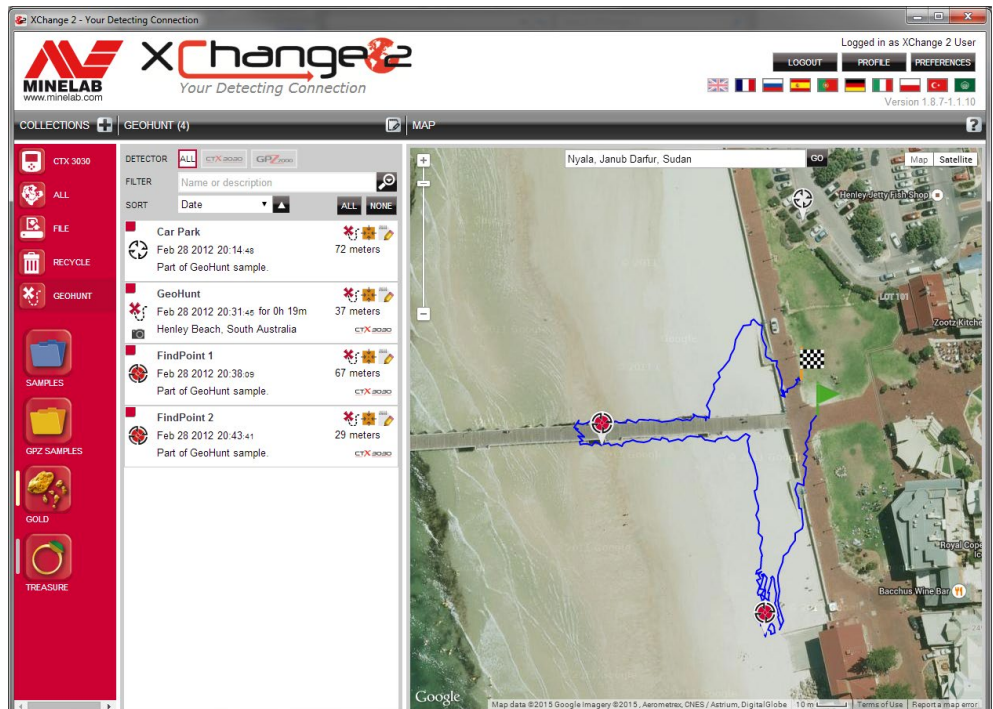 XChange 2 - Your Detecting Connection
MINELAB
www.minelab.com
XChange2
Your Detecting Connection
Logged in as XChange 2 User
LOGOUT PROFILE PREFERENCES
Version 1.8.7-1.1.10
COLLECTIONS
GEOHUNT (4)
MAP
?
CTX 3030
ALL
FILE
RECYCLE
GEOHUNT
SAMPLES
GPZ SAMPLES
GOLD
TREASURE
DETECTOR ALL CTX 3030 GPZ 7000
FILTER Name or description
SORT Date ALL NONE
Car Park
Feb 28 2012 20:14:48 72 meters
Part of GeoHunt sample.
GeoHunt
Feb 28 2012 20:31:45 for 0h 19m 37 meters
Henley Beach, South Australia CTX 3030
FindPoint 1
Feb 28 2012 20:38:09 67 meters
Part of GeoHunt sample. CTX 3030
FindPoint 2
Feb 28 2012 20:43:41 29 meters
Part of GeoHunt sample. CTX 3030
Nyala, Janub Darfur, Sudan GO
Map Satellite
Henley Jetty Fish Shop
LOT 101
Zootz Kitche
Royal Cope
Bacchus Wine Bar
Google
Map data ©2015 Google Imagery ©2015, Aerometrex, CNES / Astrium, DigitalGlobe 10 m Terms of Use Report a map error